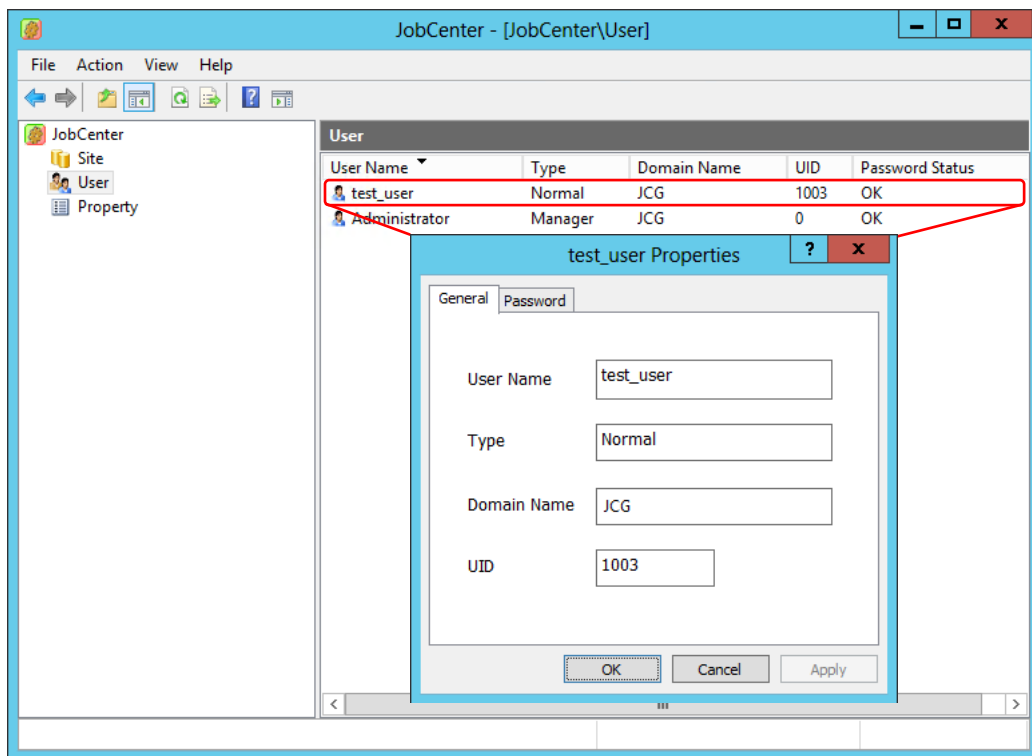 JobCenter - [JobCenter\User]
File Action View Help
JobCenter
Site
User
Property
User
User Name Type Domain Name UID Password Status
test_user Normal JCG 1003 OK
Administrator Manager JCG 0 OK
test_user Properties
General Password
User Name test_user
Type Normal
Domain Name JCG
UID 1003
OK Cancel Apply